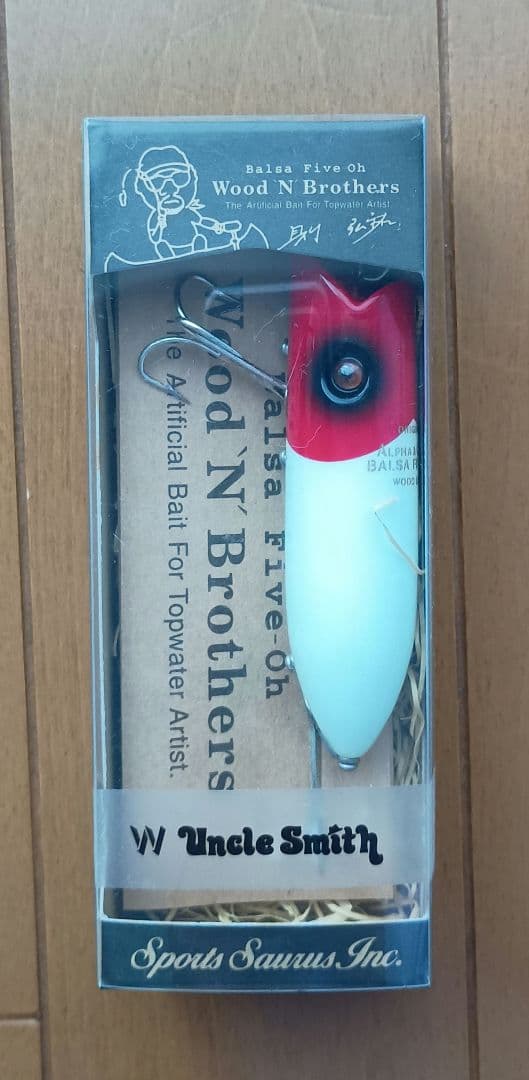 Balsa Five Oh
Wood 'N' Brothers
The Artificial Bait For Topwater Artist
Wood 'N' Brothers
The Artificial Bait For Topwater Artist.
Balsa Five-Oh
ALPHA
BALSA
WOOD
W Uncle Smith
Sports Saurus, Inc.